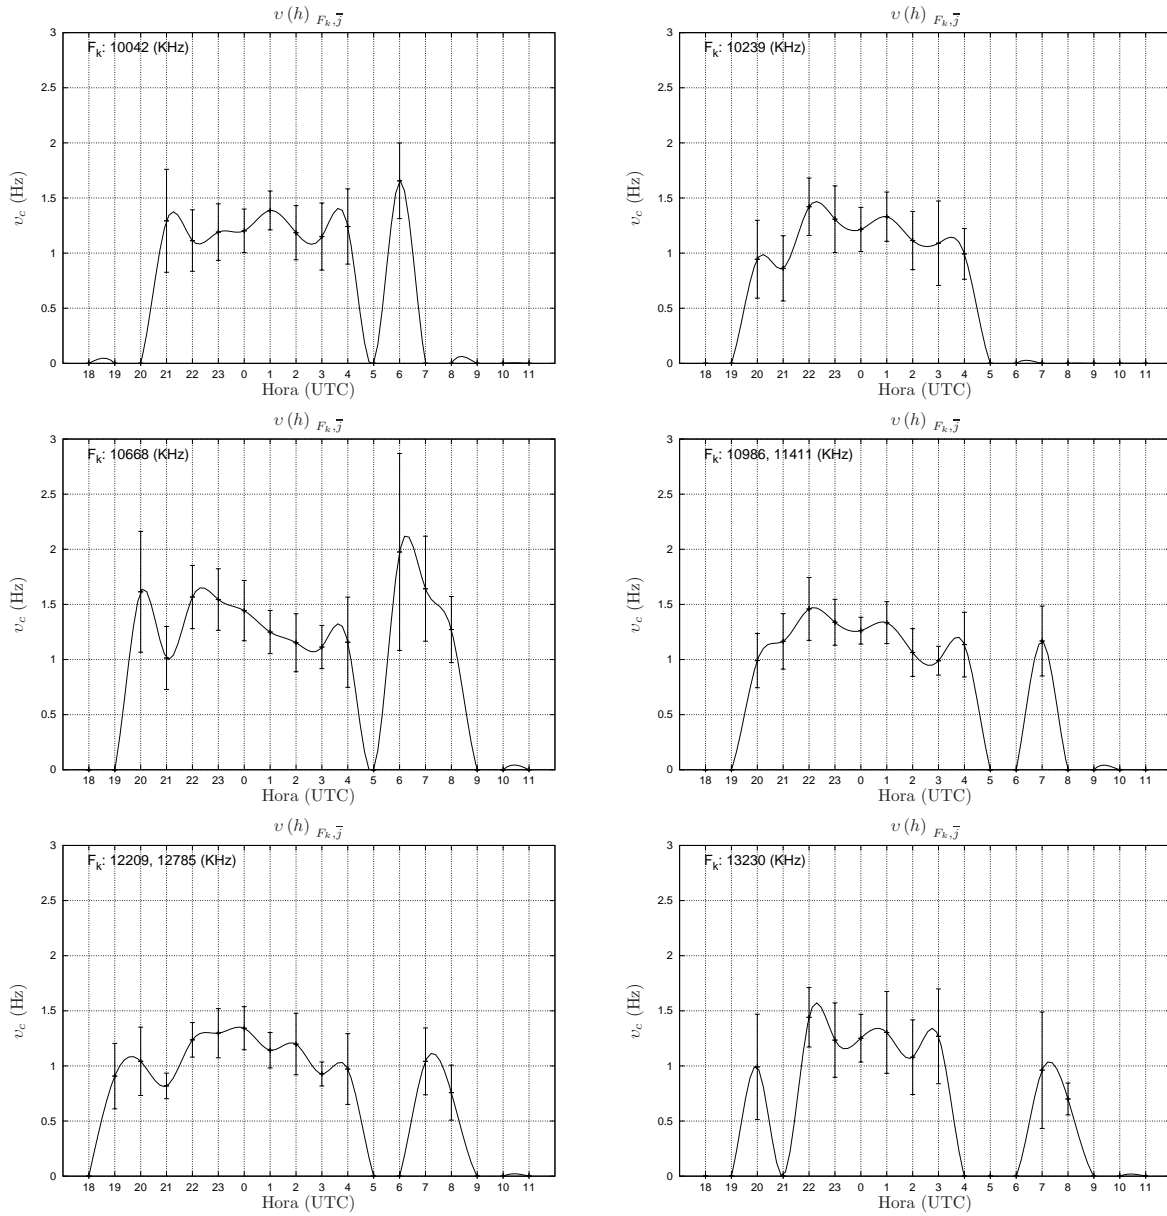 υ (h) F_k, j̅
F_k: 10042 (KHz)
3
2.5
2
1.5
1
0.5
0
υ_c (Hz)
18 19 20 21 22 23 0 1 2 3 4 5 6 7 8 9 10 11
Hora (UTC)
υ (h) F_k, j̅
F_k: 10239 (KHz)
3
2.5
2
1.5
1
0.5
0
υ_c (Hz)
18 19 20 21 22 23 0 1 2 3 4 5 6 7 8 9 10 11
Hora (UTC)
υ (h) F_k, j̅
F_k: 10668 (KHz)
3
2.5
2
1.5
1
0.5
0
υ_c (Hz)
18 19 20 21 22 23 0 1 2 3 4 5 6 7 8 9 10 11
Hora (UTC)
υ (h) F_k, j̅
F_k: 10986, 11411 (KHz)
3
2.5
2
1.5
1
0.5
0
υ_c (Hz)
18 19 20 21 22 23 0 1 2 3 4 5 6 7 8 9 10 11
Hora (UTC)
υ (h) F_k, j̅
F_k: 12209, 12785 (KHz)
3
2.5
2
1.5
1
0.5
0
υ_c (Hz)
18 19 20 21 22 23 0 1 2 3 4 5 6 7 8 9 10 11
Hora (UTC)
υ (h) F_k, j̅
F_k: 13230 (KHz)
3
2.5
2
1.5
1
0.5
0
υ_c (Hz)
18 19 20 21 22 23 0 1 2 3 4 5 6 7 8 9 10 11
Hora (UTC)